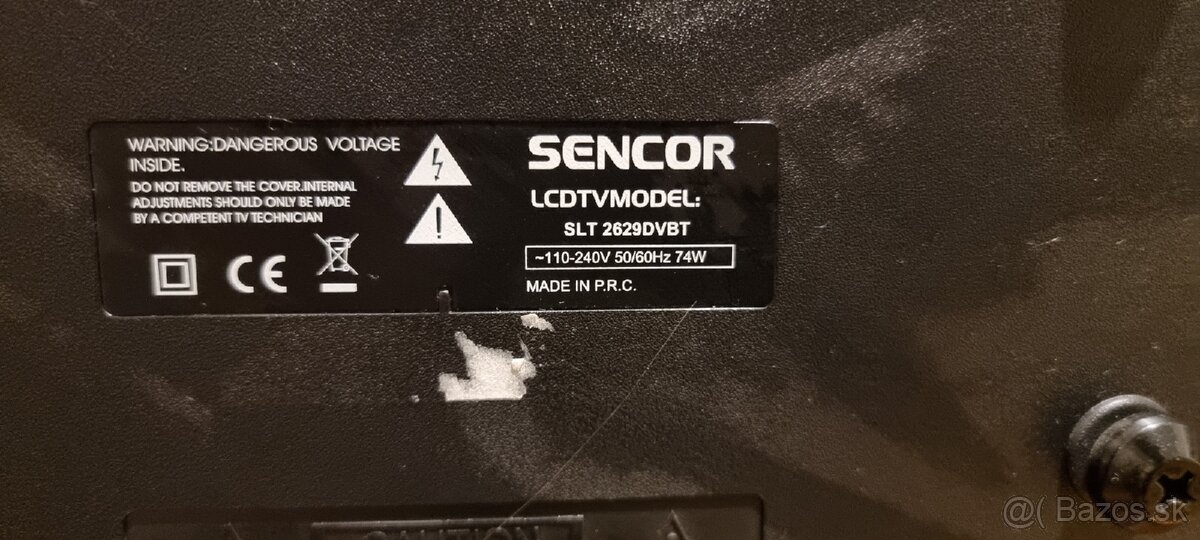 WARNING:DANGEROUS VOLTAGE
INSIDE.
DO NOT REMOVE THE COVER.INTERNAL
ADJUSTMENTS SHOULD ONLY BE MADE
BY A COMPETENT TV TECHNICIAN
CE
SENCOR
LCDTVMODEL:
SLT 2629DVBT
~110-240V 50/60Hz 74W
MADE IN P.R.C.
CAUTION
@( Bazos.sk